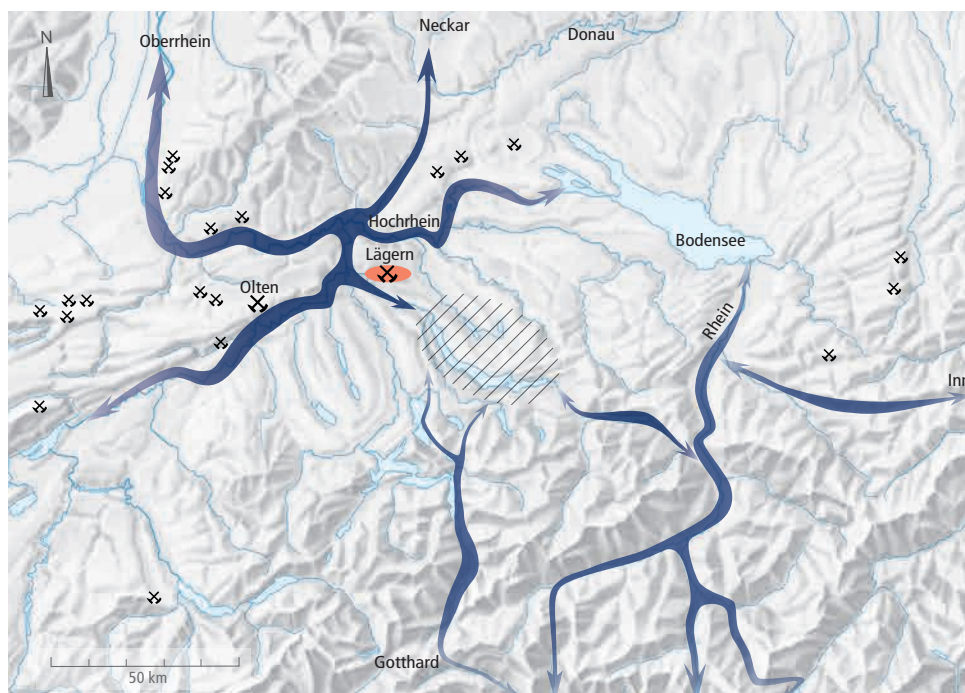 Neckar
Donau
Oberrhein
N
Hochrhein
Bodensee
Lägern
Olten
Rhein
Inn
Gotthard
50 km